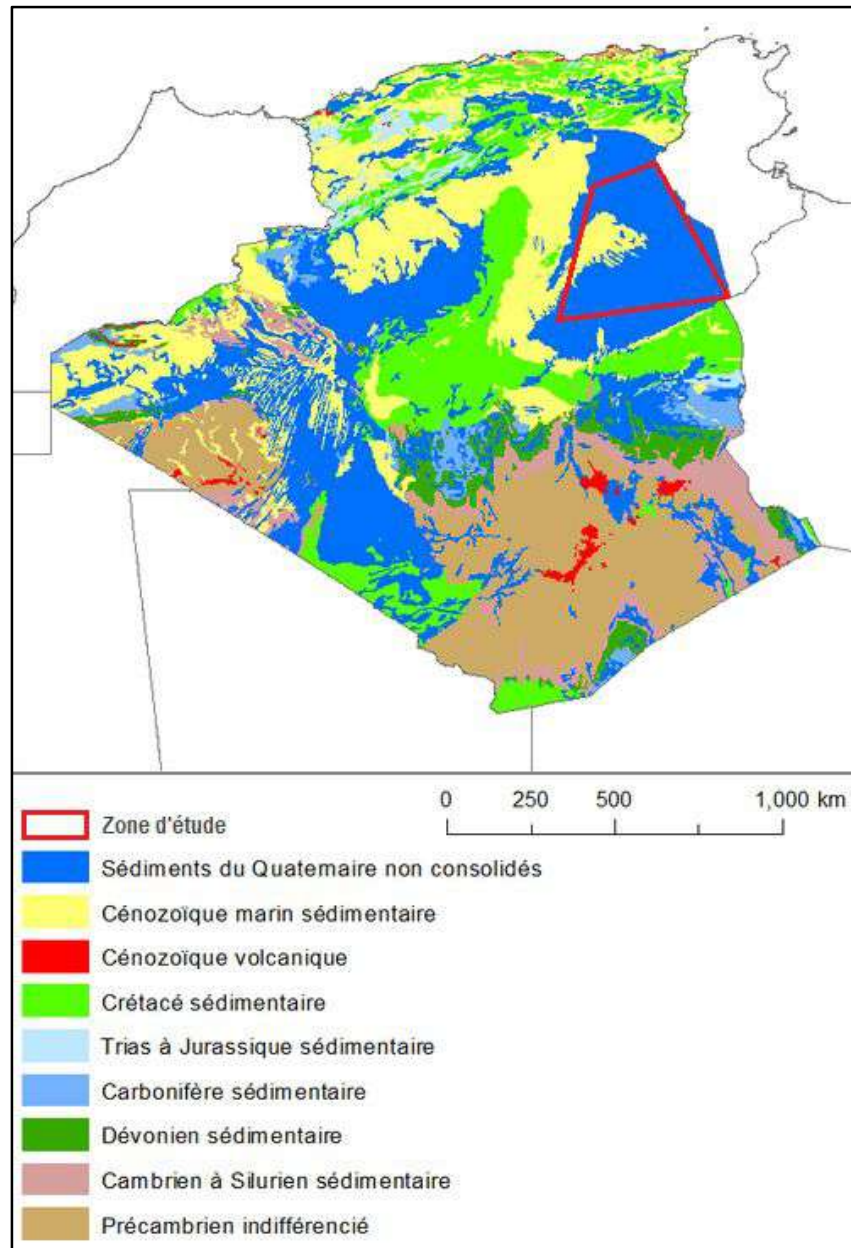 0 250 500 1,000 km
Zone d'étude
Sédiments du Quaternaire non consolidés
Cénozoïque marin sédimentaire
Cénozoïque volcanique
Crétacé sédimentaire
Trias à Jurassique sédimentaire
Carbonifère sédimentaire
Dévonien sédimentaire
Cambrien à Silurien sédimentaire
Précambrien indifférencié